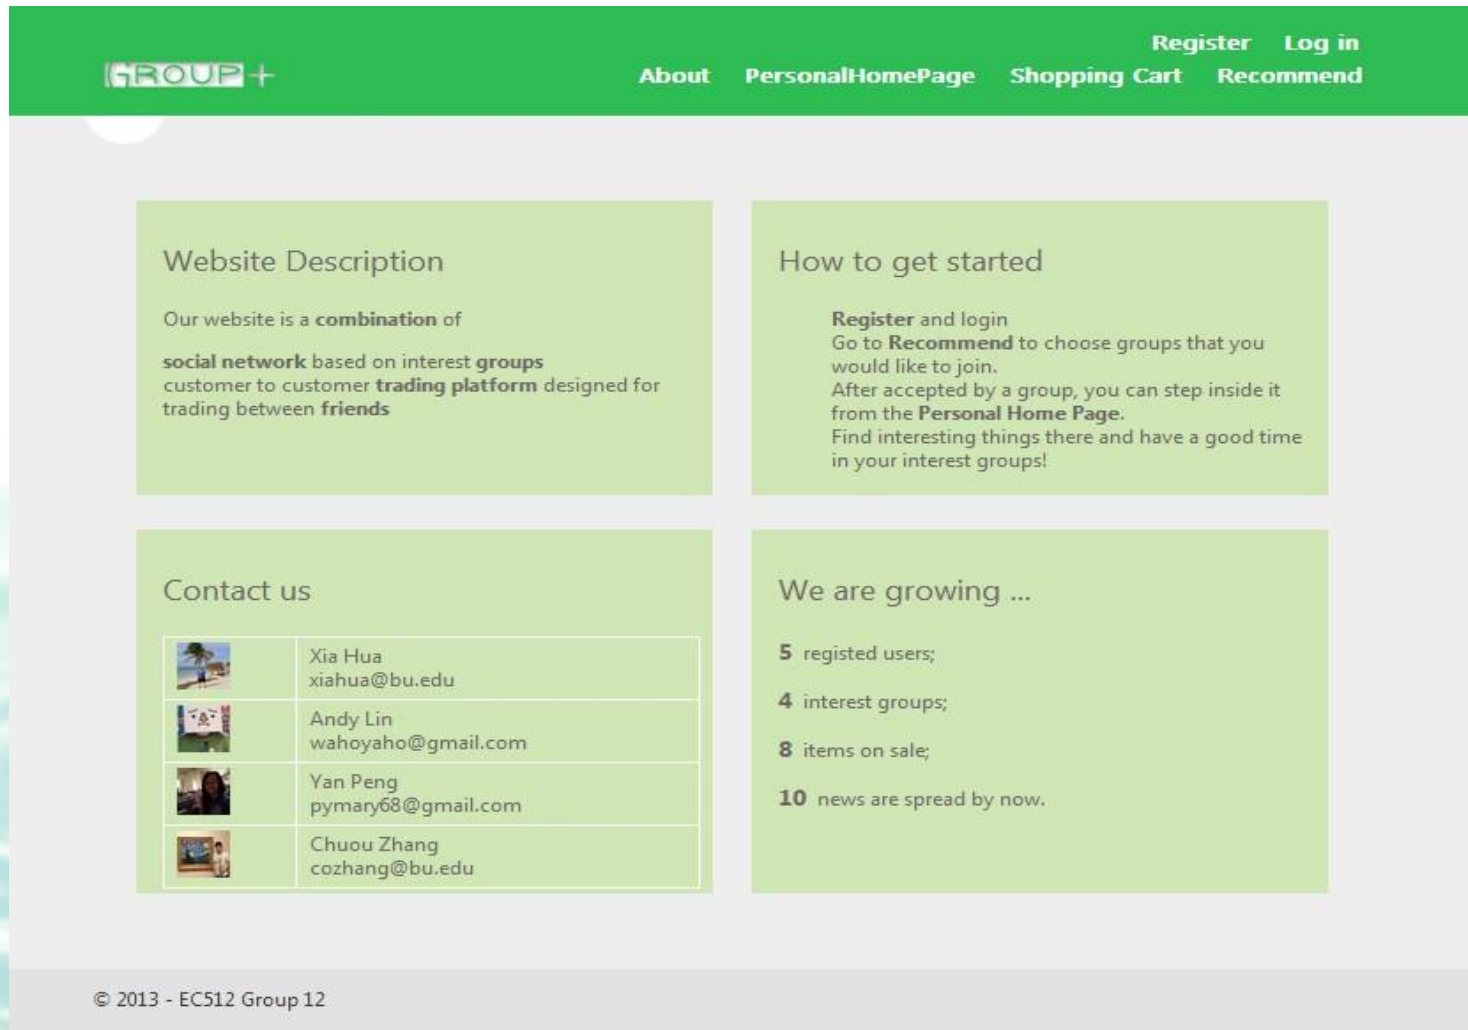 Register Log in
GROUP+
About PersonalHomePage Shopping Cart Recommend
Website Description
Our website is a combination of
social network based on interest groups
customer to customer trading platform designed for
trading between friends
How to get started
Register and login
Go to Recommend to choose groups that you
would like to join.
After accepted by a group, you can step inside it
from the Personal Home Page.
Find interesting things there and have a good time
in your interest groups!
Contact us
Xia Hua
xiahua@bu.edu
Andy Lin
wahoyaho@gmail.com
Yan Peng
pymary68@gmail.com
Chuou Zhang
cozhang@bu.edu
We are growing ...
5 registed users;
4 interest groups;
8 items on sale;
10 news are spread by now.
© 2013 - EC512 Group 12